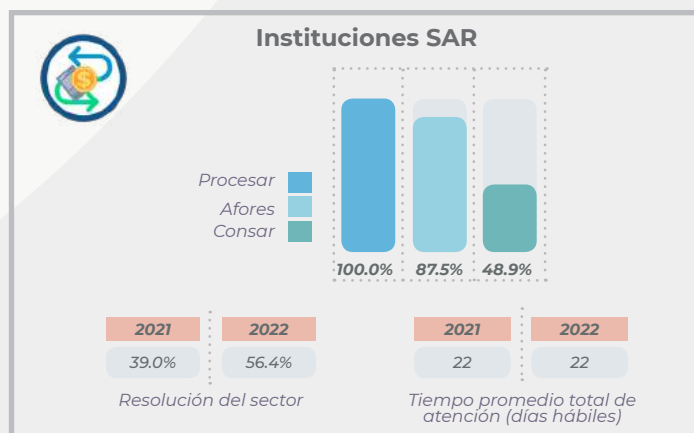 Instituciones SAR
Procesar
Afores
Consar
100.0% 87.5% 48.9%
2021 2022
39.0% 56.4%
Resolución del sector
2021 2022
22 22
Tiempo promedio total de
atención (días hábiles)